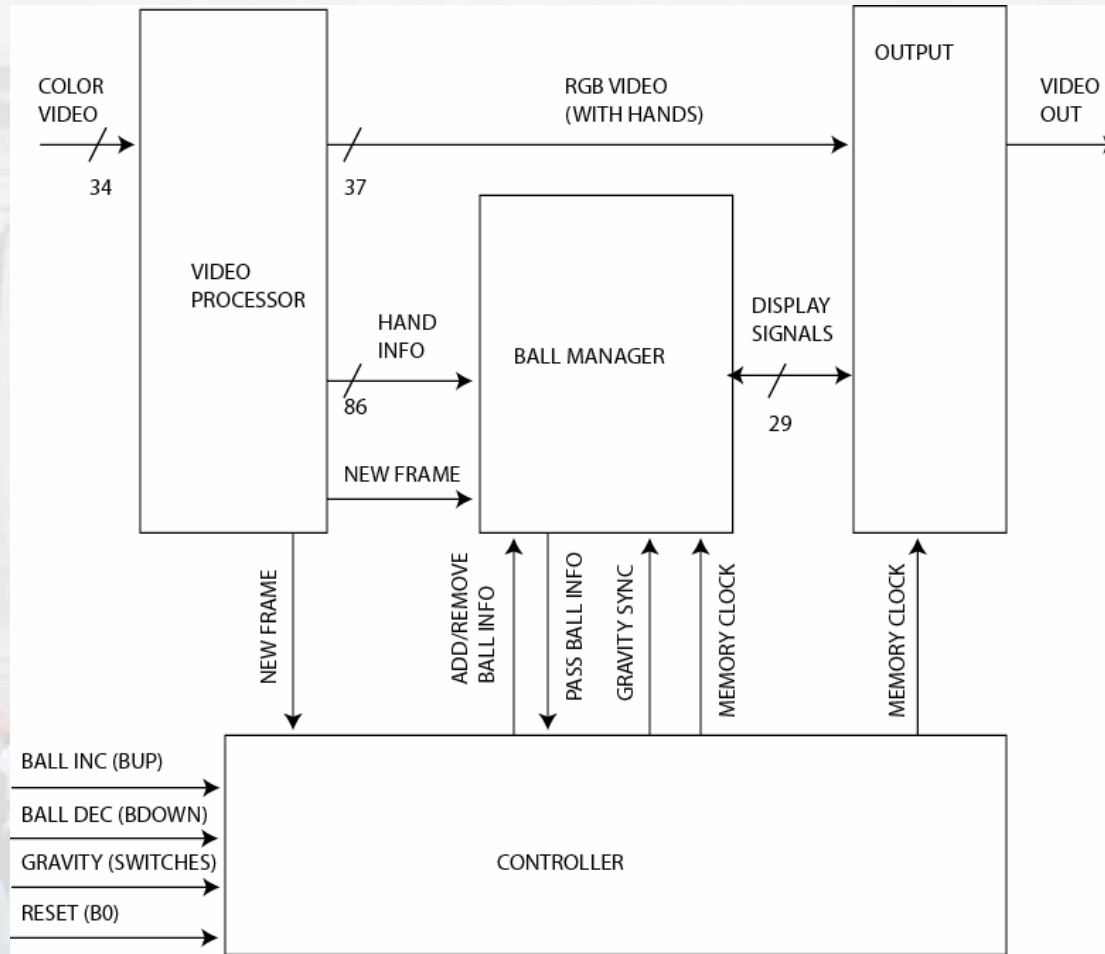 COLOR
VIDEO
34
VIDEO
PROCESSOR
37
RGB VIDEO
(WITH HANDS)
OUTPUT
VIDEO
OUT
HAND
INFO
86
NEW FRAME
BALL MANAGER
DISPLAY
SIGNALS
29
NEW FRAME
ADD/REMOVE
BALL INFO
PASS BALL INFO
GRAVITY SYNC
MEMORY CLOCK
MEMORY CLOCK
BALL INC (BUP)
BALL DEC (BDOWN)
GRAVITY (SWITCHES)
RESET (B0)
CONTROLLER